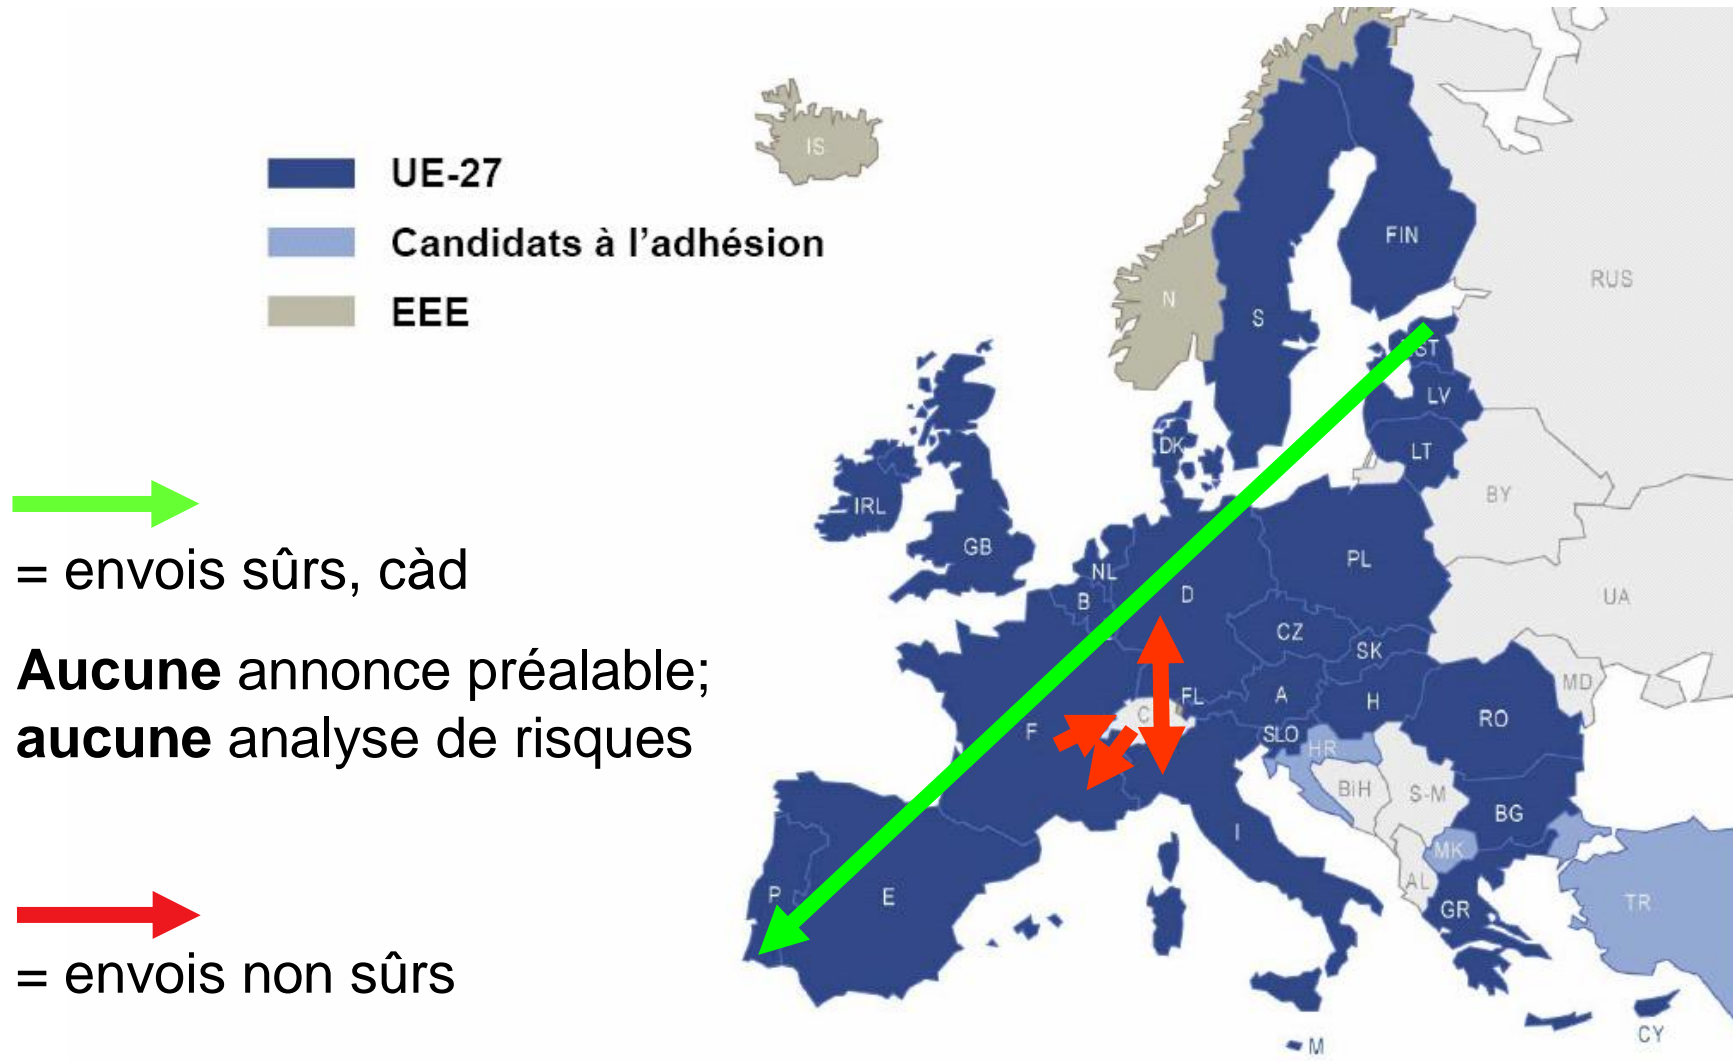 UE-27
Candidats à l'adhésion
EEE
= envois sûrs, càd
Aucune annonce préalable;
aucune analyse de risques
= envois non sûrs
IS
FIN
RUS
N
S
ST
LV
LT
DK
BY
IRL
GB
NL
PL
B
D
UA
CZ
SK
FL
A
H
MD
C
RO
F
SLO
HR
BiH
S-M
BG
I
MK
AL
P
E
GR
TR
CY
M